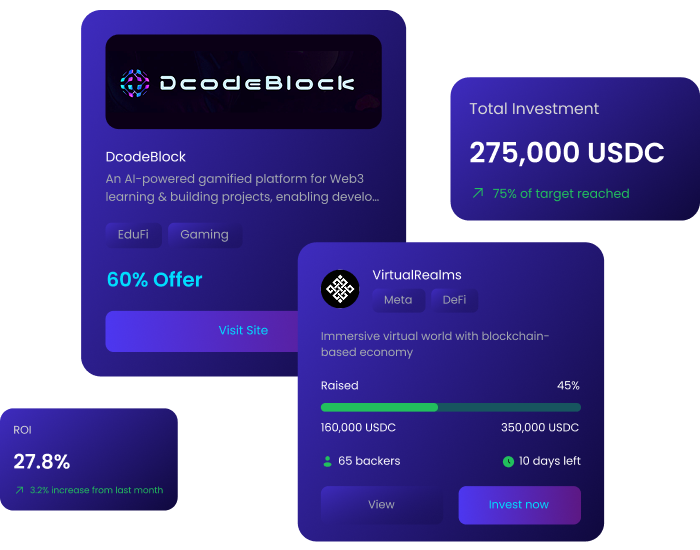 DcodeBlock
DcodeBlock
An AI-powered gamified platform for Web3
learning & building projects, enabling develo...
EduFi
Gaming
60% Offer
Visit Site
Total Investment
275,000 USDC
75% of target reached
VirtualRealms
Meta
DeFi
Immersive virtual world with blockchain-
based economy
Raised
45%
160,000 USDC
350,000 USDC
65 backers
10 days left
View
Invest now
ROI
27.8%
3.2% increase from last month